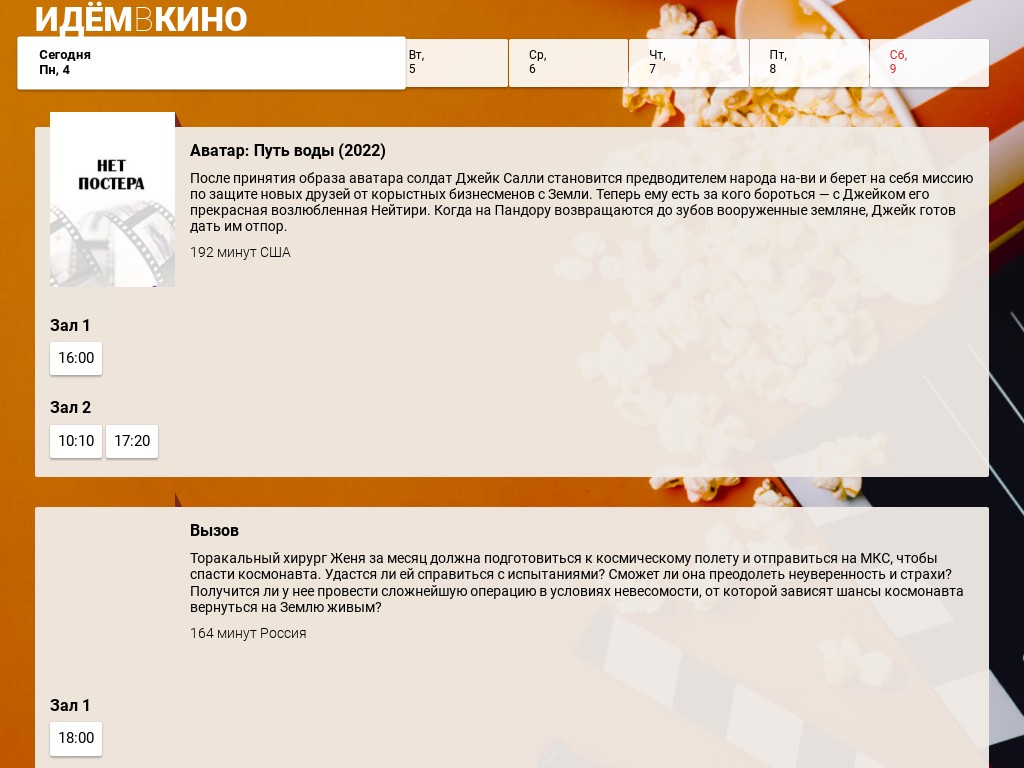 ИДЁМВКИНО
Сегодня
Пн, 4
Вт,
5
Ср,
6
Чт,
7
Пт,
8
Сб,
9
НЕТ
ПОСТЕРА
Аватар: Путь воды (2022)
После принятия образа аватара солдат Джейк Салли становится предводителем народа на-ви и берет на себя миссию
по защите новых друзей от корыстных бизнесменов с Земли. Теперь ему есть за кого бороться — с Джейком его
прекрасная возлюбленная Нейтири. Когда на Пандору возвращаются до зубов вооруженные земляне, Джейк готов
дать им отпор.
192 минут США
Зал 1
16:00
Зал 2
10:10 17:20
Вызов
Торакальный хирург Женя за месяц должна подготовиться к космическому полету и отправиться на МКС, чтобы
спасти космонавта. Удастся ли ей справиться с испытаниями? Сможет ли она преодолеть неуверенность и страхи?
Получится ли у нее провести сложнейшую операцию в условиях невесомости, от которой зависят шансы космонавта
вернуться на Землю живым?
164 минут Россия
Зал 1
18:00